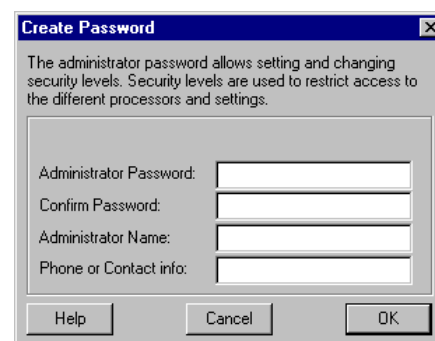 Create Password
The administrator password allows setting and changing
security levels. Security levels are used to restrict access to
the different processors and settings.
Administrator Password:
Confirm Password:
Administrator Name:
Phone or Contact info:
Help Cancel OK